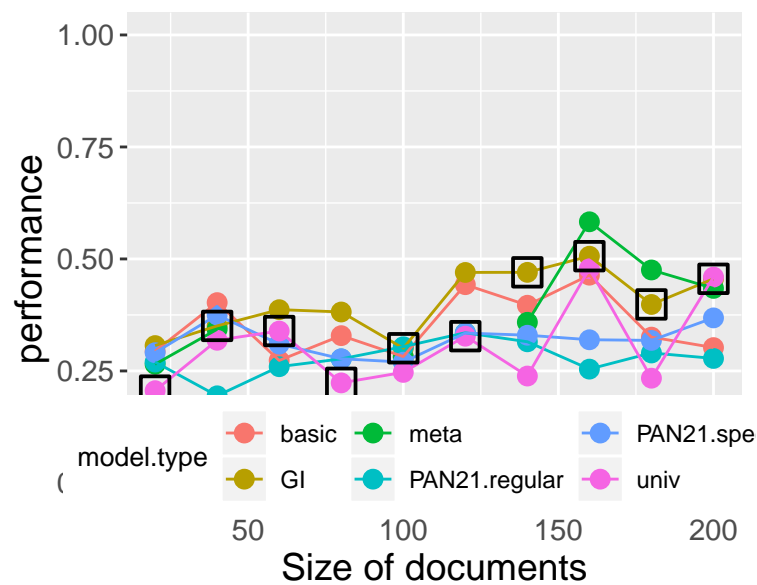 1.00
0.75
0.50
0.25
performance
model.type
basic
meta
PAN21.spe
GI
PAN21.regular
univ
50
100
150
200
Size of documents